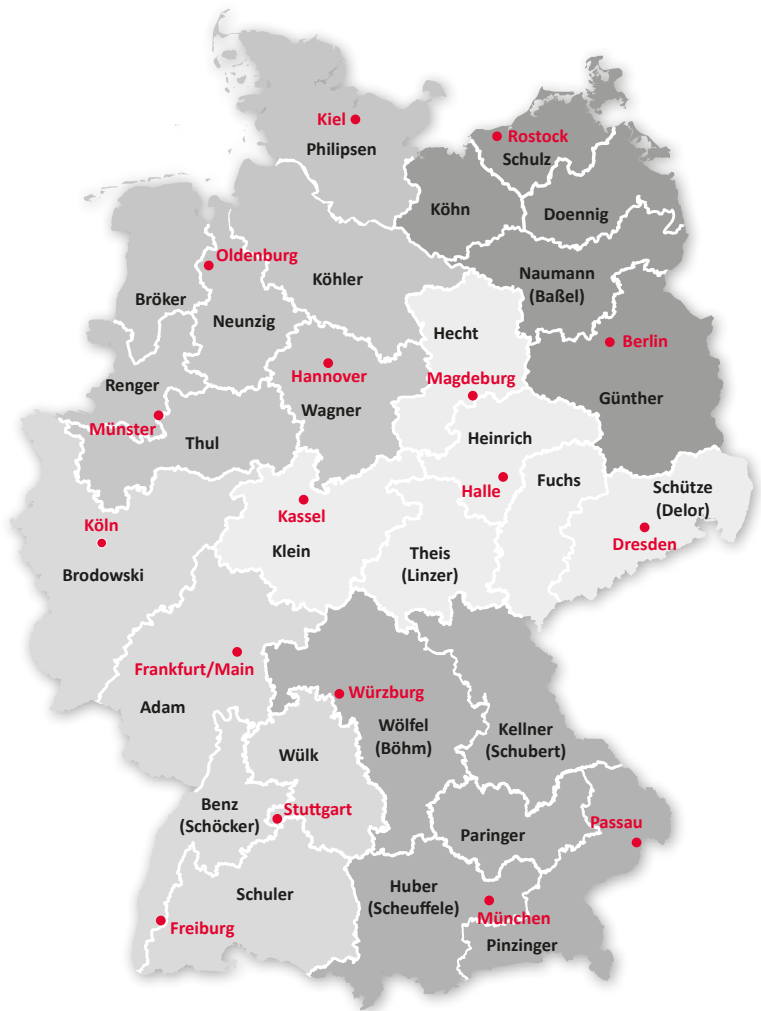 Kiel
Philipsen
Rostock
Schulz
Köhn
Doennig
Oldenburg
Bröker
Neunzig
Köhler
Naumann
(Baßel)
Hecht
Berlin
Hannover
Magdeburg
Renger
Wagner
Günther
Münster
Thul
Heinrich
Halle
Fuchs
Schütze
(Delor)
Köln
Kassel
Dresden
Brodowski
Klein
Theis
(Linzer)
Frankfurt/Main
Adam
Würzburg
Wölfel
(Böhm)
Kellner
(Schubert)
Wülk
Benz
(Schöcker)
Stuttgart
Paringer
Passau
Schuler
Huber
(Scheuffele)
München
Freiburg
Pinzinger